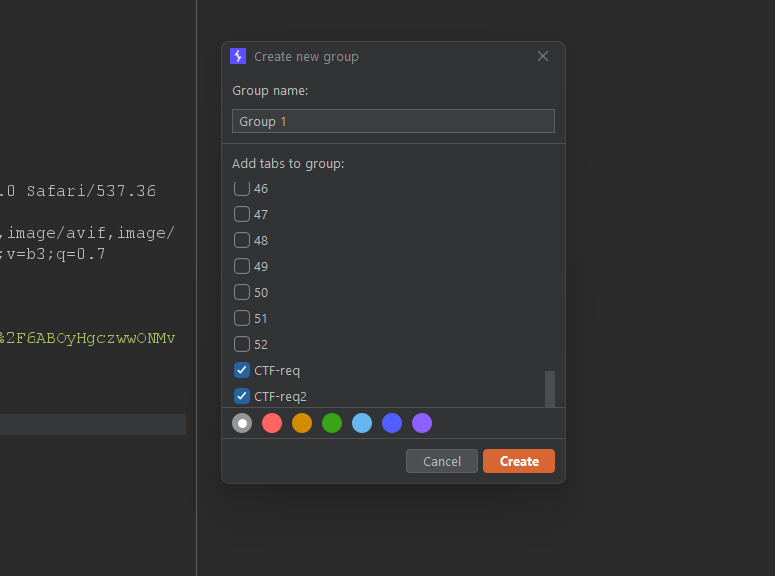 .0 Safari/537.36
,image/avif,image/
;v=b3;q=0.7
%2F6ABOyHgczwwONMv
Create new group
Group name:
Group 1
Add tabs to group:
46
47
48
49
50
51
52
CTF-req
CTF-req2
Cancel
Create